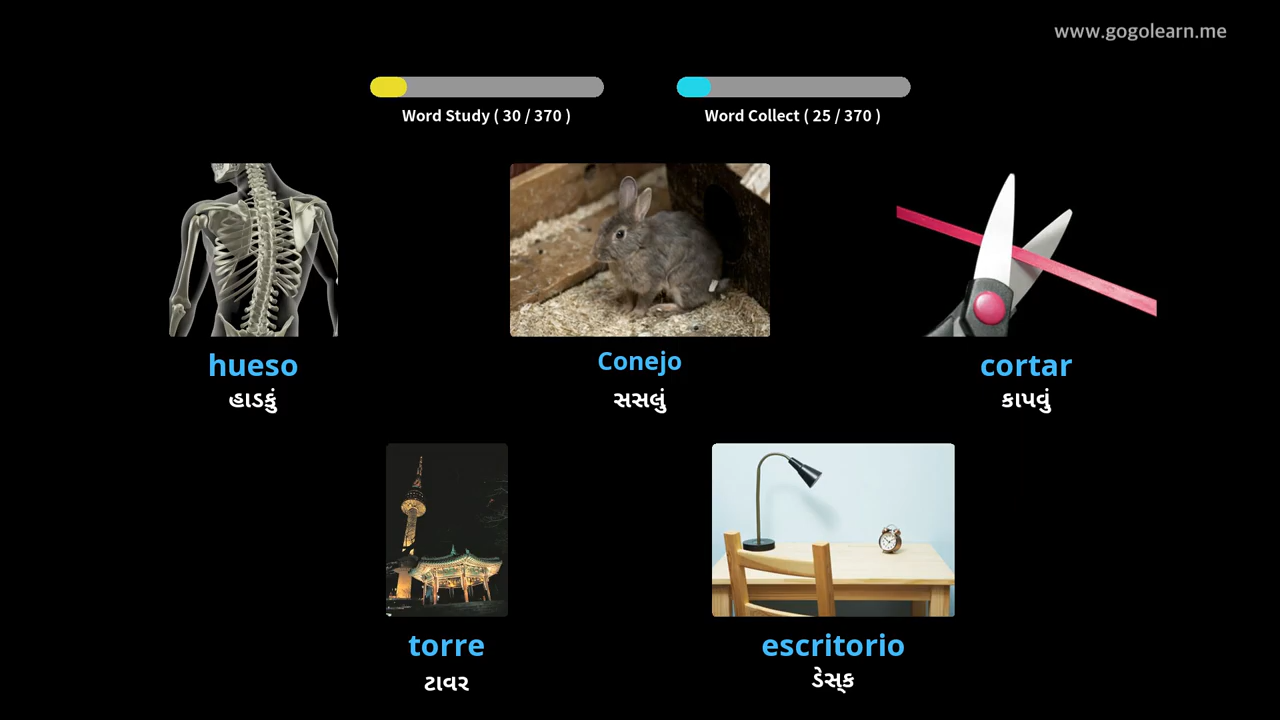 www.gogolearn.me
Word Study ( 30 / 370 )
Word Collect ( 25 / 370 )
hueso
Conejo
cortar
હાડકું
સસલું
કાપવું
torre
escritorio
ટાવર
ડેસ્ક